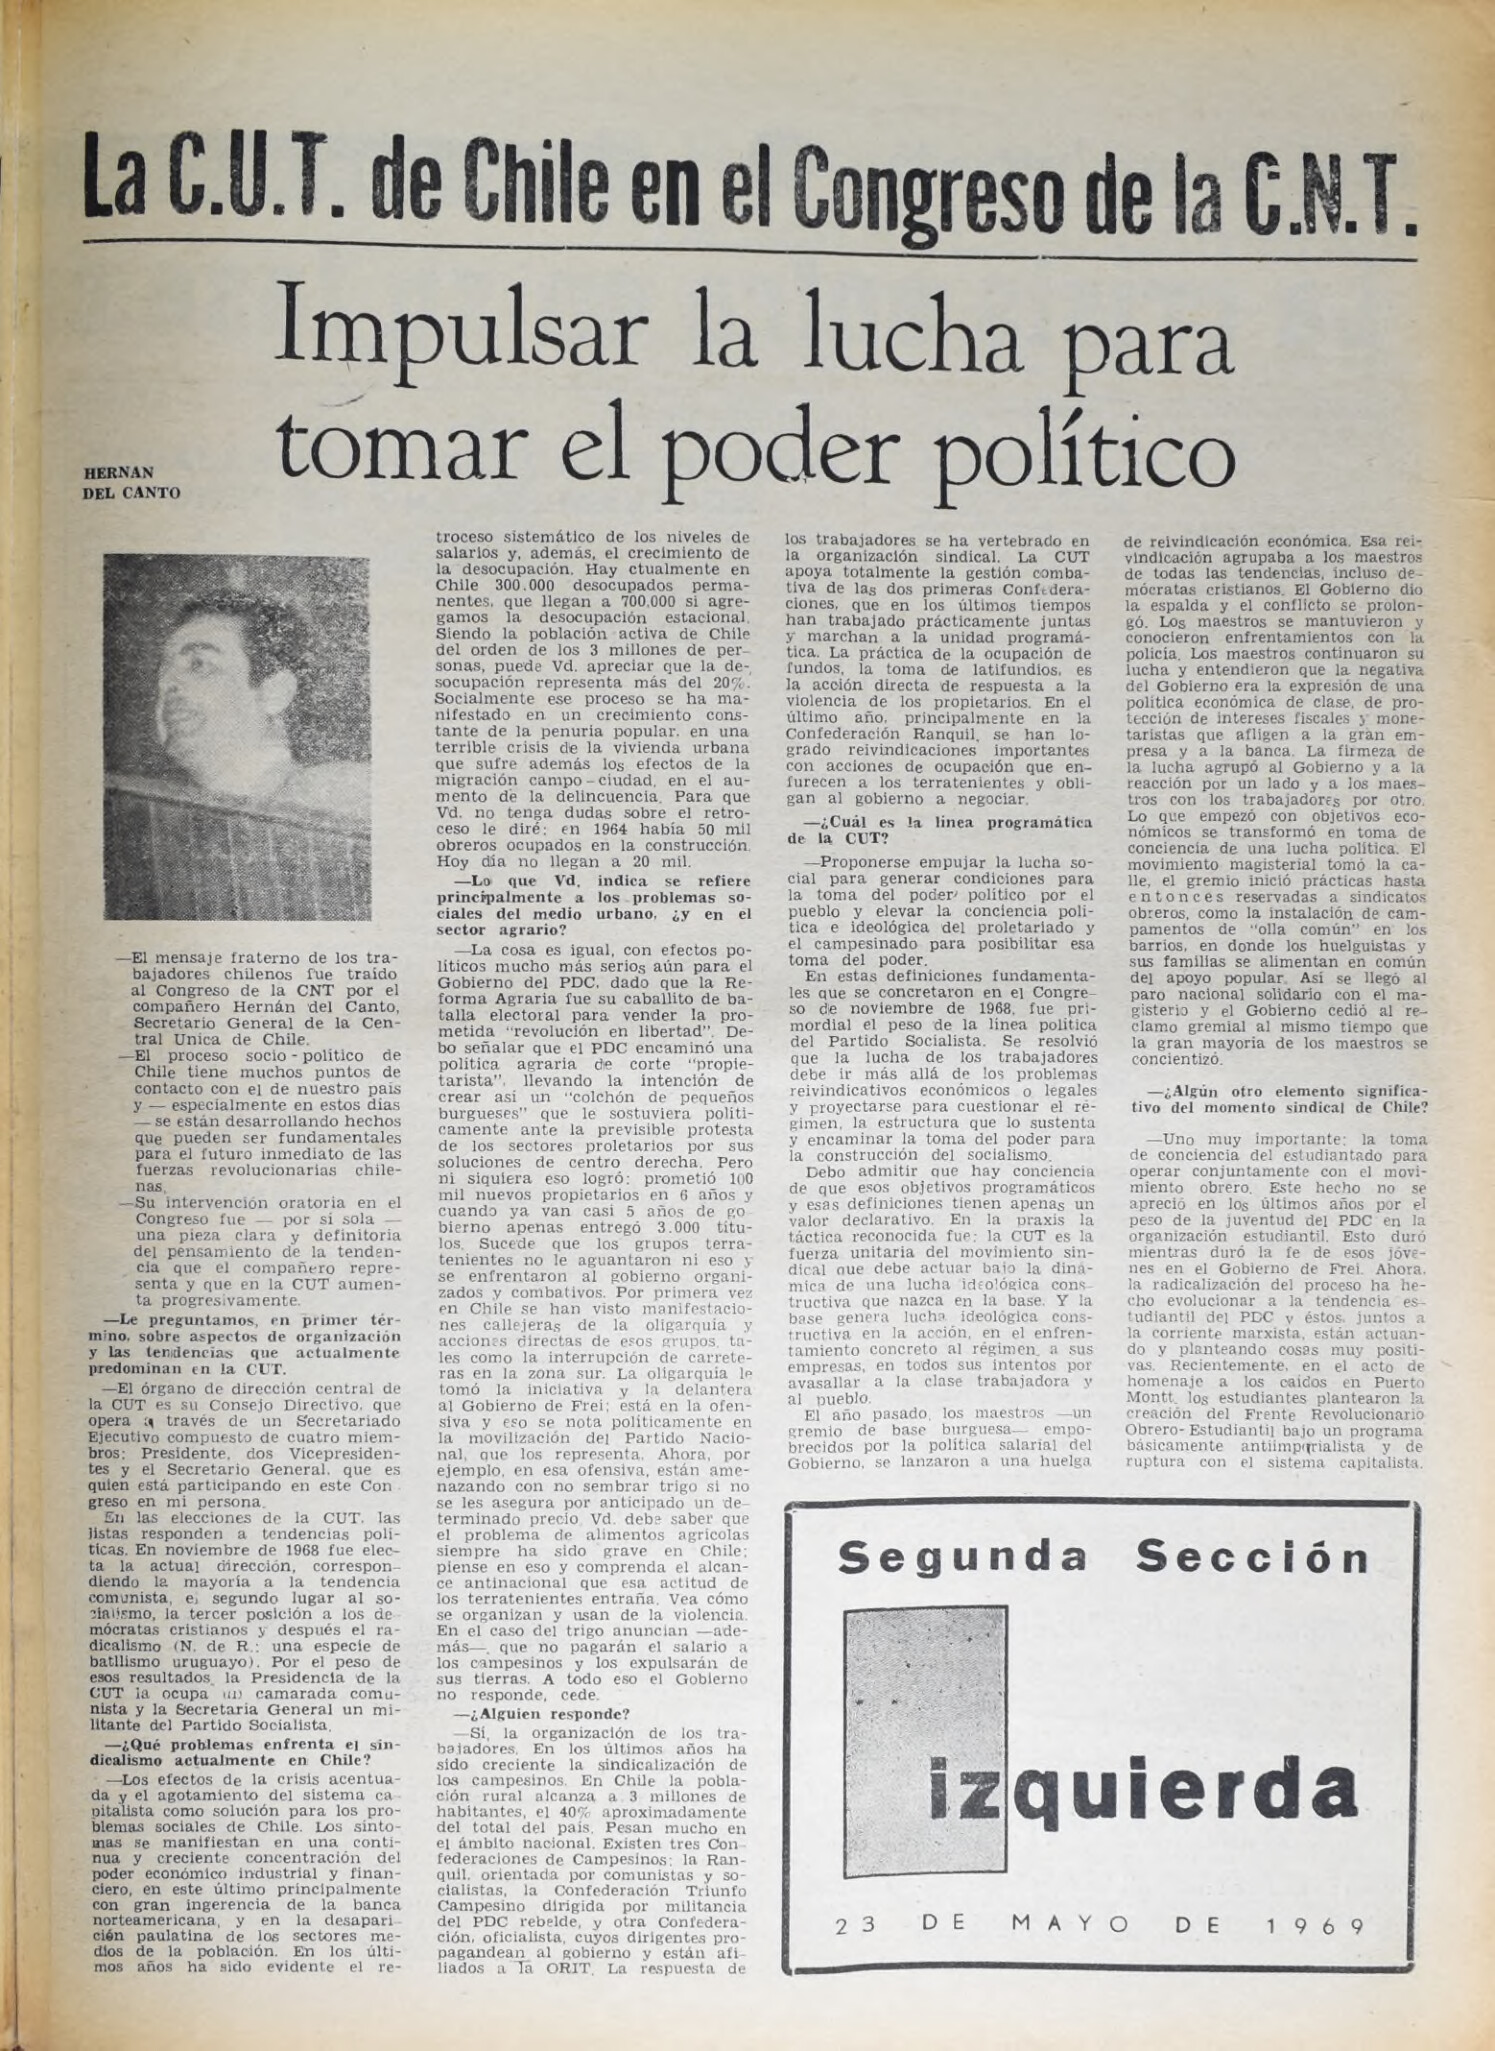 La C.U.T. de Chile en el Congreso de la C.N.T.
Impulsar la lucha para
tomar el poder político
HERNAN
DEL CANTO
—El mensaje fraterno de los tra-
bajadores chilenos fue traído
al Congreso de la CNT por el
compañero Hernán del Canto,
Secretario General de la Cen-
tral Unica de Chile.
—El proceso socio-político de
Chile tiene muchos puntos de
contacto con el de nuestro país
y — especialmente en estos días
— se están desarrollando hechos
que pueden ser fundamentales
para el futuro inmediato de las
fuerzas revolucionarias chile-
nas.
—Su intervención oratoria en el
Congreso fue — por sí sola —
una pieza clara y definitoria
del pensamiento de la tenden-
cia que el compañero repre-
senta y que en la CUT aumen-
ta progresivamente.
—Le preguntamos, en primer tér-
mino, sobre aspectos de organización
y las tendencias que actualmente
predominan en la CUT.
—El órgano de dirección central de
la CUT es su Consejo Directivo, que
opera a través de un Secretariado
Ejecutivo compuesto de cuatro miem-
bros: Presidente, dos Vicepresiden-
tes y el Secretario General, que es
quien está participando en este Con
greso en mi persona.
En las elecciones de la CUT, las
listas responden a tendencias polí-
ticas. En noviembre de 1968 fue elec-
ta la actual dirección, correspon-
diendo la mayoría a la tendencia
comunista, el segundo lugar al so-
cialismo, la tercer posición a los de-
mócratas cristianos y después el ra-
dicalismo (N. de R.: una especie de
batllismo uruguayo). Por el peso de
esos resultados, la Presidencia de la
CUT la ocupa un camarada comu-
nista y la Secretaría General un mi-
litante del Partido Socialista.
—¿Qué problemas enfrenta el sin-
dicalismo actualmente en Chile?
—Los efectos de la crisis acentua-
da y el agotamiento del sistema ca
pitalista como solución para los pro-
blemas sociales de Chile. Los sínto-
mas se manifiestan en una conti-
nua y creciente concentración del
poder económico industrial y finan-
ciero, en este último principalmente
con gran ingerencia de la banca
norteamericana, y en la desapari-
ción paulatina de los sectores me-
dios de la población. En los últi-
mos años ha sido evidente el re-
troceso sistemático de los niveles de
salarios y, además, el crecimiento de
la desocupación. Hay ctualmente en
Chile 300.000 desocupados perma-
nentes, que llegan a 700.000 si agre-
gamos la desocupación estacional.
Siendo la población activa de Chile
del orden de los 3 millones de per-
sonas, puede Vd. apreciar que la de-
socupación representa más del 20%.
Socialmente ese proceso se ha ma-
nifestado en un crecimiento cons-
tante de la penuria popular, en una
terrible crisis de la vivienda urbana
que sufre además los efectos de la
migración campo-ciudad, en el au-
mento de la delincuencia. Para que
Vd. no tenga dudas sobre el retro-
ceso le diré: en 1964 había 50 mil
obreros ocupados en la construcción.
Hoy día no llegan a 20 mil.
—Lo que Vd. indica se refiere
principalmente a los problemas so-
ciales del medio urbano, ¿y en el
sector agrario?
—La cosa es igual, con efectos po-
líticos mucho más serios aún para el
Gobierno del PDC, dado que la Re-
forma Agraria fue su caballito de ba-
talla electoral para vender la pro-
metida "revolución en libertad". De-
bo señalar que el PDC encaminó una
política agraria de corte "propie-
tarista", llevando la intención de
crear así un "colchón de pequeños
burgueses" que le sostuviera políti-
camente ante la previsible protesta
de los sectores proletarios por sus
soluciones de centro derecha. Pero
ni siquiera eso logró: prometió 100
mil nuevos propietarios en 6 años y
cuando ya van casi 5 años de go
bierno apenas entregó 3.000 títu-
los. Sucede que los grupos terra-
tenientes no le aguantaron ni eso y
se enfrentaron al gobierno organi-
zados y combativos. Por primera vez
en Chile se han visto manifestacio-
nes callejeras de la oligarquía y
acciones directas de esos grupos, ta-
les como la interrupción de carrete-
ras en la zona sur. La oligarquía le
tomó la iniciativa y la delantera
al Gobierno de Frei; está en la ofen-
siva y eso se nota políticamente en
la movilización del Partido Nacio-
nal, que los representa. Ahora, por
ejemplo, en esa ofensiva, están ame-
nazando con no sembrar trigo si no
se les asegura por anticipado un de-
terminado precio. Vd. debe saber que
el problema de alimentos agrícolas
siempre ha sido grave en Chile;
piense en eso y comprenda el alcan-
ce antinacional que esa actitud de
los terratenientes entraña. Vea cómo
se organizan y usan de la violencia.
En el caso del trigo anuncian —ade-
más—, que no pagarán el salario a
los campesinos y los expulsarán de
sus tierras. A todo eso el Gobierno
no responde, cede.
—¿Alguien responde?
—Sí, la organización de los tra-
bajadores. En los últimos años ha
sido creciente la sindicalización de
los campesinos. En Chile la pobla-
ción rural alcanza a 3 millones de
habitantes, el 40% aproximadamente
del total del país. Pesan mucho en
el ámbito nacional. Existen tres Con-
federaciones de Campesinos: la Ran-
quil, orientada por comunistas y so-
cialistas, la Confederación Triunfo
Campesino dirigida por militancia
del PDC rebelde, y otra Confedera-
ción, oficialista, cuyos dirigentes pro-
pagandean al gobierno y están afi-
liados a la ORIT. La respuesta de
los trabajadores se ha vertebrado en
la organización sindical. La CUT
apoya totalmente la gestión comba-
tiva de las dos primeras Confedera-
ciones, que en los últimos tiempos
han trabajado prácticamente juntas
y marchan a la unidad programá-
tica. La práctica de la ocupación de
fundos, la toma de latifundios, es
la acción directa de respuesta a la
violencia de los propietarios. En el
último año, principalmente en la
Confederación Ranquil, se han lo-
grado reivindicaciones importantes
con acciones de ocupación que en-
furecen a los terratenientes y obli-
gan al gobierno a negociar.
—¿Cuál es la línea programática
de la CUT?
—Proponerse empujar la lucha so-
cial para generar condiciones para
la toma del poder político por el
pueblo y elevar la conciencia polí-
tica e ideológica del proletariado y
el campesinado para posibilitar esa
toma del poder.
En estas definiciones fundamenta-
les que se concretaron en el Congre-
so de noviembre de 1968, fue pri-
mordial el peso de la línea política
del Partido Socialista. Se resolvió
que la lucha de los trabajadores
debe ir más allá de los problemas
reivindicativos económicos o legales
y proyectarse para cuestionar el ré-
gimen, la estructura que lo sustenta
y encaminar la toma del poder para
la construcción del socialismo.
Debo admitir que hay conciencia
de que esos objetivos programáticos
y esas definiciones tienen apenas un
valor declarativo. En la praxis la
táctica reconocida fue: la CUT es la
fuerza unitaria del movimiento sin-
dical que debe actuar bajo la diná-
mica de una lucha ideológica cons-
tructiva que nazca en la base. Y la
base genera lucha ideológica cons-
tructiva en la acción, en el enfren-
tamiento concreto al régimen, a sus
empresas, en todos sus intentos por
avasallar a la clase trabajadora y
al pueblo.
El año pasado, los maestros —un
gremio de base burguesa— empo-
brecidos por la política salarial del
Gobierno, se lanzaron a una huelga
de reivindicación económica. Esa rei-
vindicación agrupaba a los maestros
de todas las tendencias, incluso de-
mócratas cristianos. El Gobierno dio
la espalda y el conflicto se prolon-
gó. Los maestros se mantuvieron y
conocieron enfrentamientos con la
policía. Los maestros continuaron su
lucha y entendieron que la negativa
del Gobierno era la expresión de una
política económica de clase, de pro-
tección de intereses fiscales y mone-
taristas que afligen a la gran em-
presa y a la banca. La firmeza de
la lucha agrupó al Gobierno y a la
reacción por un lado y a los maes-
tros con los trabajadores por otro.
Lo que empezó con objetivos eco-
nómicos se transformó en toma de
conciencia de una lucha política. El
movimiento magisterial tomó la ca-
lle, el gremio inició prácticas hasta
entonces reservadas a sindicatos
obreros, como la instalación de cam-
pamentos de "olla común" en los
barrios, en donde los huelguistas y
sus familias se alimentan en común
del apoyo popular. Así se llegó al
paro nacional solidario con el ma-
gisterio y el Gobierno cedió al re-
clamo gremial al mismo tiempo que
la gran mayoría de los maestros se
concientizó.
—¿Algún otro elemento significa-
tivo del momento sindical de Chile?
—Uno muy importante: la toma
de conciencia del estudiantado para
operar conjuntamente con el movi-
miento obrero. Este hecho no se
apreció en los últimos años por el
peso de la juventud del PDC en la
organización estudiantil. Esto duró
mientras duró la fe de esos jóve-
nes en el Gobierno de Frei. Ahora,
la radicalización del proceso ha he-
cho evolucionar a la tendencia es-
tudiantil del PDC y éstos, juntos a
la corriente marxista, están actuan-
do y planteando cosas muy positi-
vas. Recientemente, en el acto de
homenaje a los caídos en Puerto
Montt, los estudiantes plantearon la
creación del Frente Revolucionario
Obrero-Estudiantil bajo un programa
básicamente antiimperialista y de
ruptura con el sistema capitalista.
Segunda Sección
izquierda
23 DE MAYO DE 1969